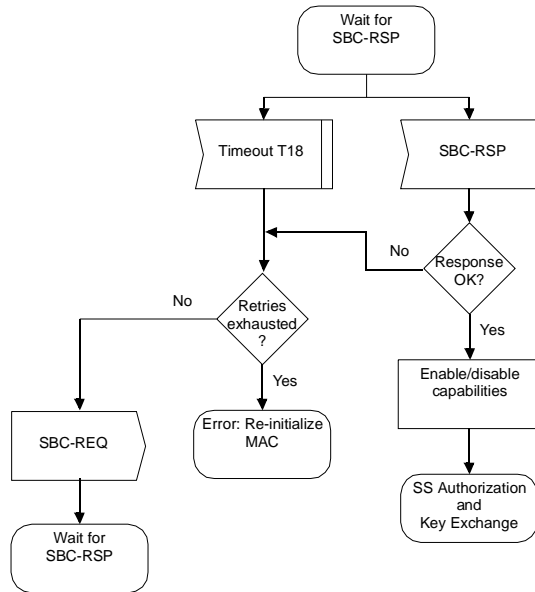 Wait for
SBC-RSP
Timeout T18
SBC-RSP
No
Response
OK?
No
Retries
exhausted
?
Yes
Enable/disable
capabilities
Yes
SBC-REQ
Error: Re-initialize
MAC
SS Authorization
and
Key Exchange
Wait for
SBC-RSP